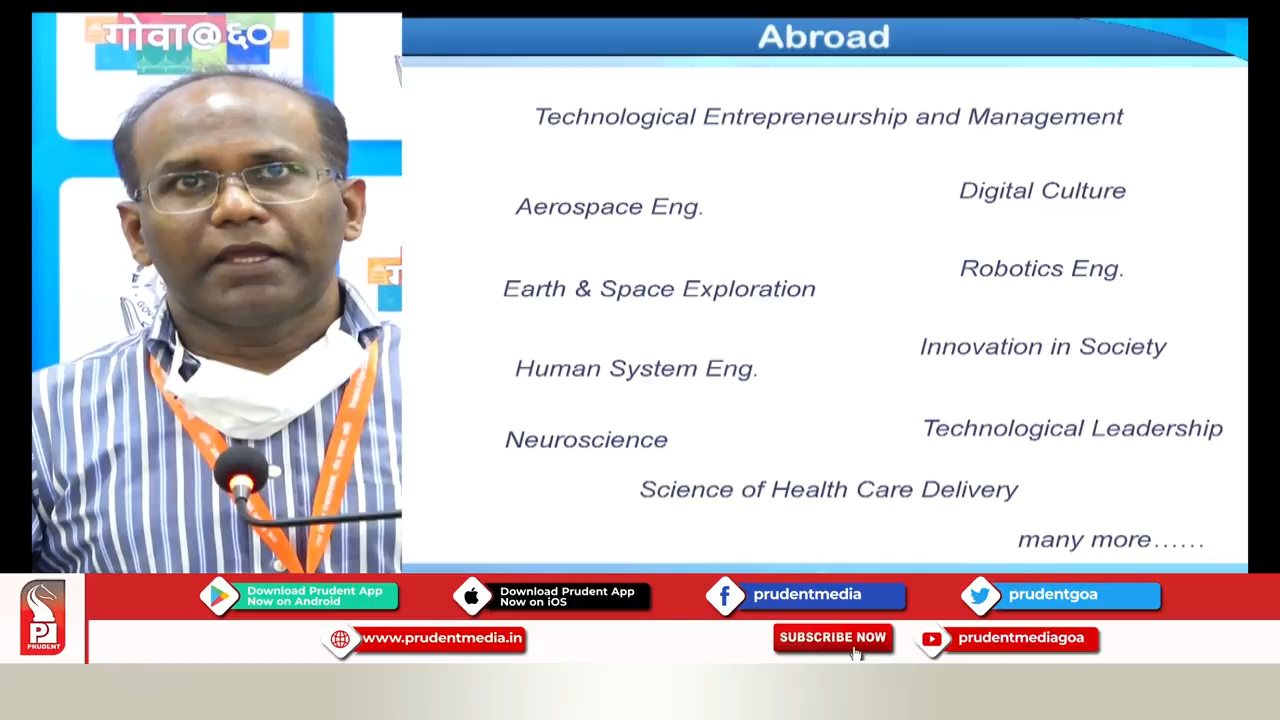 गोवा@६०
Abroad
Technological Entrepreneurship and Management
Aerospace Eng.
Digital Culture
Earth & Space Exploration
Robotics Eng.
Human System Eng.
Innovation in Society
Neuroscience
Technological Leadership
Science of Health Care Delivery
many more......
PRUDENT
Download Prudent App
Now on Android
Download Prudent App
Now on iOS
prudentmedia
prudentgoa
www.prudentmedia.in
SUBSCRIBE NOW
prudentmediagoa